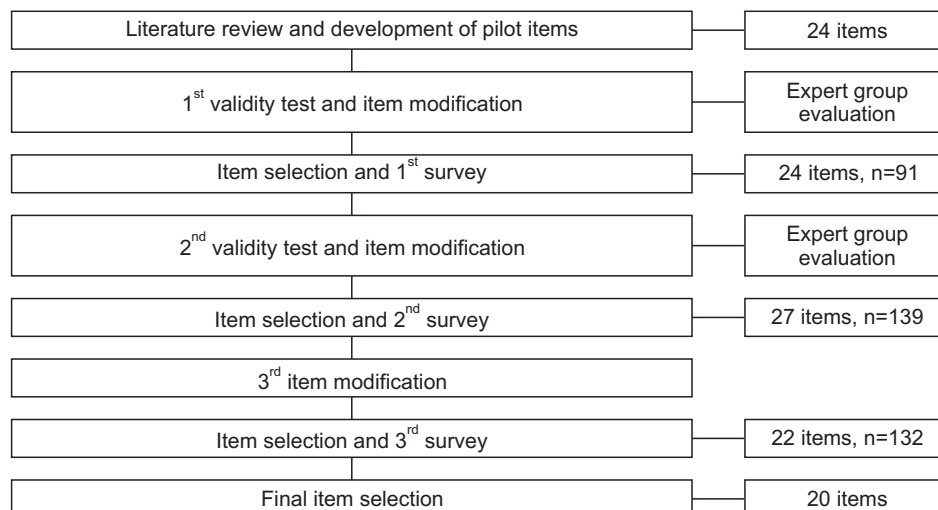 Literature review and development of pilot items
24 items
1st validity test and item modification
Expert group
evaluation
Item selection and 1st survey
24 items, n=91
2nd validity test and item modification
Expert group
evaluation
Item selection and 2nd survey
27 items, n=139
3rd item modification
Item selection and 3rd survey
22 items, n=132
Final item selection
20 items